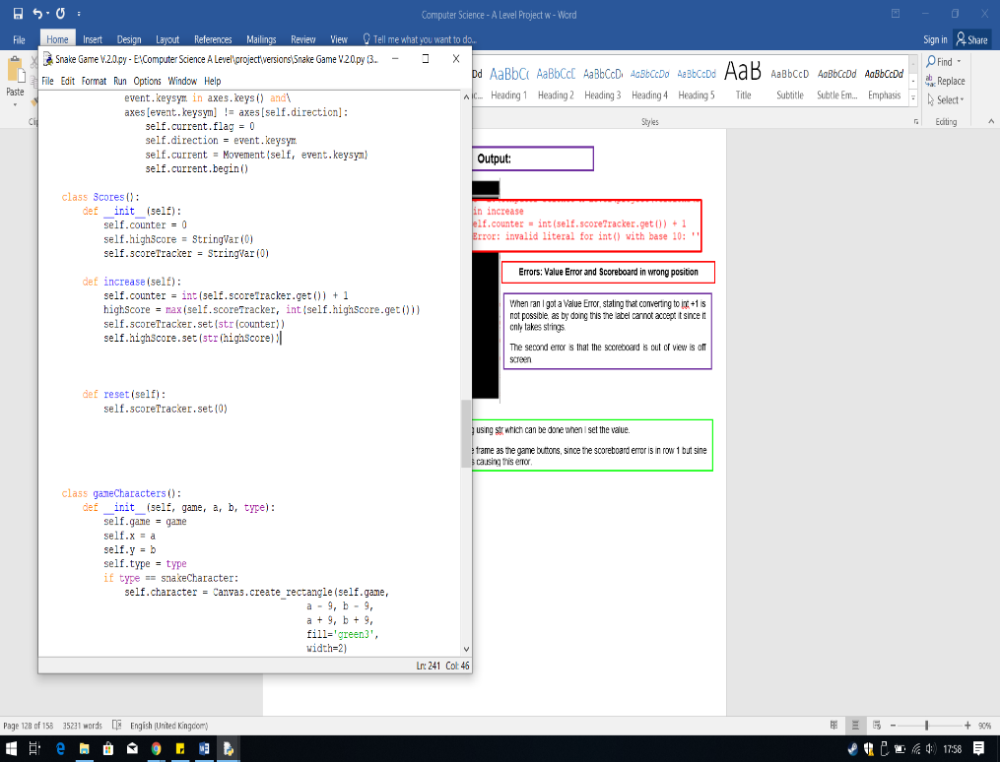 Computer Science - A Level Project w - Word
File Home Insert Design Layout References Mailings Review View Tell me what you want to do... Sign in Share
Snake Game V.2.0.py - E:\Computer Science A Level\project\versions\Snake Game V.2.0.py (3...
File Edit Format Run Options Window Help
Paste
Dd AaBbCc AaBbCcD AaBbCcD AaBbCcDd AaBbCcDd AaB AaBbCcD AaBbCcDd AaBbCcDd
Heading 1 Heading 2 Heading 3 Heading 4 Heading 5 Title Subtitle Subtle Em... Emphasis
Find
Replace
Select
Styles
Editing
event.keysym in axes.keys() and\
axes[event.keysym] != axes[self.direction]:
self.current.flag = 0
self.direction = event.keysym
self.current = Movement(self, event.keysym)
self.current.begin()
class Scores():
def __init__(self):
self.counter = 0
self.highScore = StringVar(0)
self.scoreTracker = StringVar(0)
def increase(self):
self.counter = int(self.scoreTracker.get()) + 1
highScore = max(self.scoreTracker, int(self.highScore.get()))
self.scoreTracker.set(str(counter))
self.highScore.set(str(highScore))
def reset(self):
self.scoreTracker.set(0)
class gameCharacters():
def __init__(self, game, a, b, type):
self.game = game
self.x = a
self.y = b
self.type = type
if type == snakeCharacter:
self.character = Canvas.create_rectangle(self.game,
a - 9, b - 9,
a + 9, b + 9,
fill='green3',
width=2)
Ln: 241 Col: 46
Output:
in increase
elf.counter = int(self.scoreTracker.get()) + 1
Error: invalid literal for int() with base 10: ''
Errors: Value Error and Scoreboard in wrong position
When ran I got a Value Error, stating that converting to int +1 is
not possible, as by doing this the label cannot accept it since it
only takes strings.
The second error is that the scoreboard is out of view is off
screen.
g using str which can be done when I set the value.
e frame as the game buttons, since the scoreboard error is in row 1 but sine
s causing this error.
Page 128 of 158 35231 words English (United Kingdom) 90%
17:58